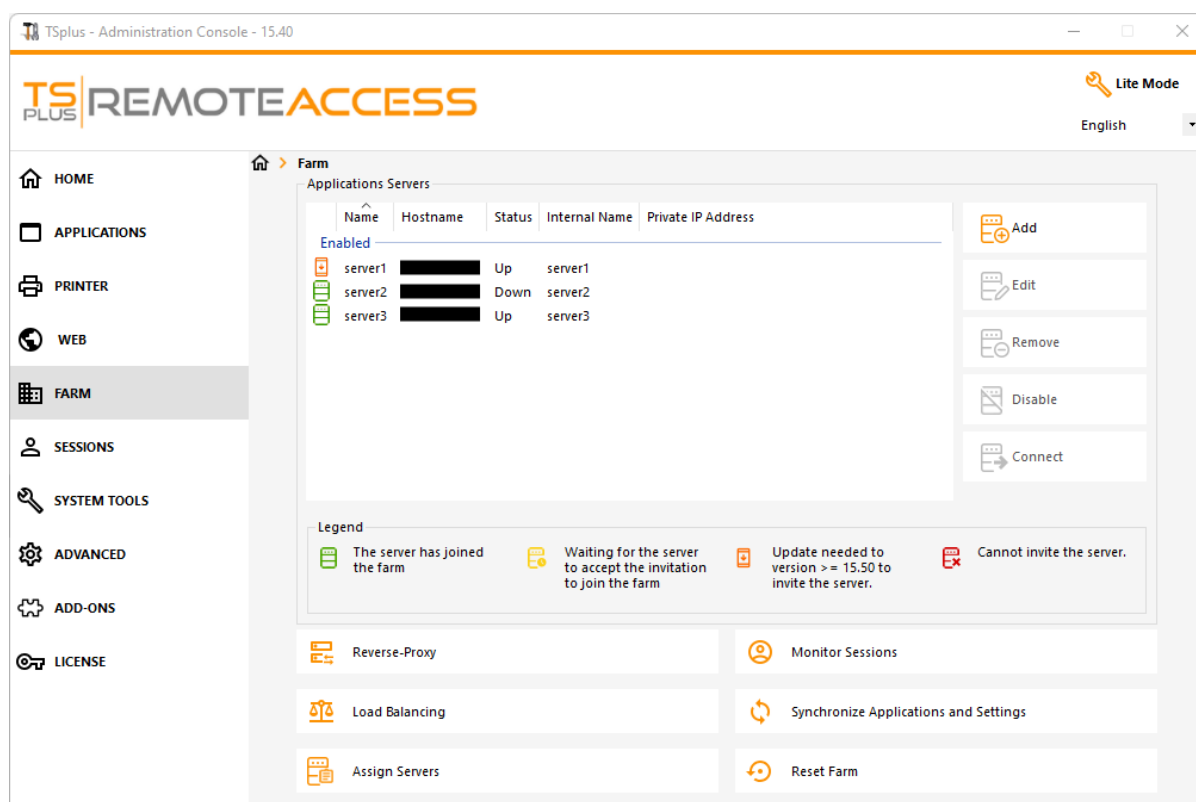 TSplus - Administration Console - 15.40
TS PLUS REMOTEACCESS
Lite Mode
English
HOME
APPLICATIONS
PRINTER
WEB
FARM
SESSIONS
SYSTEM TOOLS
ADVANCED
ADD-ONS
LICENSE
Farm
Applications Servers
Name Hostname Status Internal Name Private IP Address
Enabled
server1 Up server1
server2 Down server2
server3 Up server3
Add
Edit
Remove
Disable
Connect
Legend
The server has joined
the farm
Waiting for the server
to accept the invitation
to join the farm
Update needed to
version >= 15.50 to
invite the server.
Cannot invite the server.
Reverse-Proxy
Monitor Sessions
Load Balancing
Synchronize Applications and Settings
Assign Servers
Reset Farm